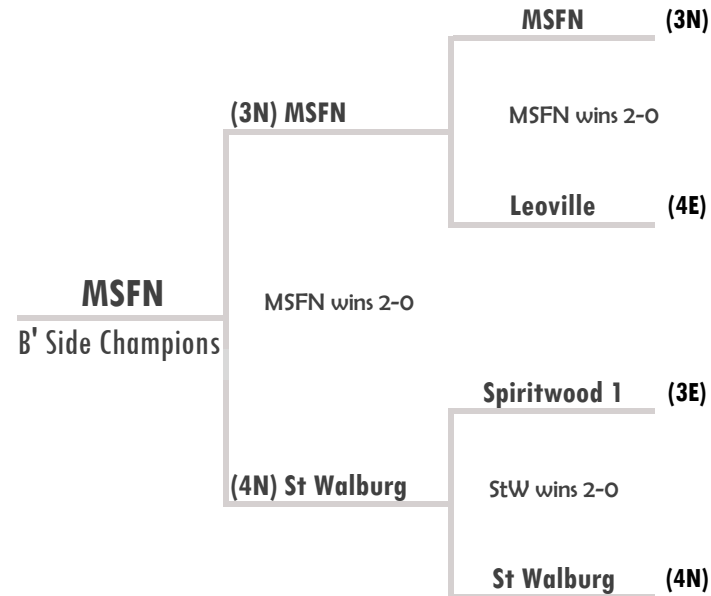 MSFN (3N)
(3N) MSFN
MSFN wins 2-0
Leoville (4E)
MSFN
MSFN wins 2-0
B' Side Champions
Spiritwood 1 (3E)
(4N) St Walburg
StW wins 2-0
St Walburg (4N)